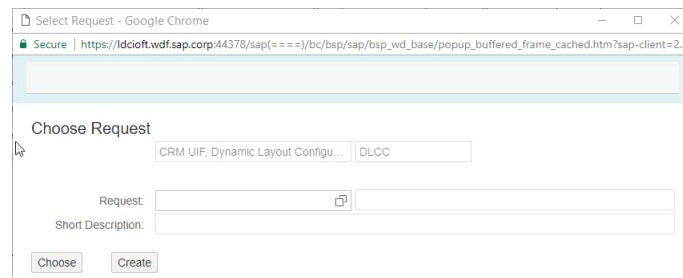 Select Request - Google Chrome
Secure | https://ldcioft.wdf.sap.corp:44378/sap(====)/bc/bsp/sap/bsp_wd_base/popup_buffered_frame_cached.htm?sap-client=2.
Choose Request
CRM UIF, Dynamic Layout Configu... DLCC
Request:
Short Description:
Choose Create